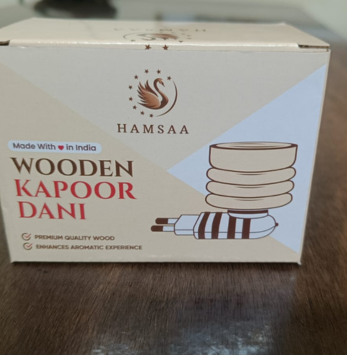 HAMSAA
Made With in India
WOODEN
KAPOOR
DANI
PREMIUM QUALITY WOOD
ENHANCES AROMATIC EXPERIENCE